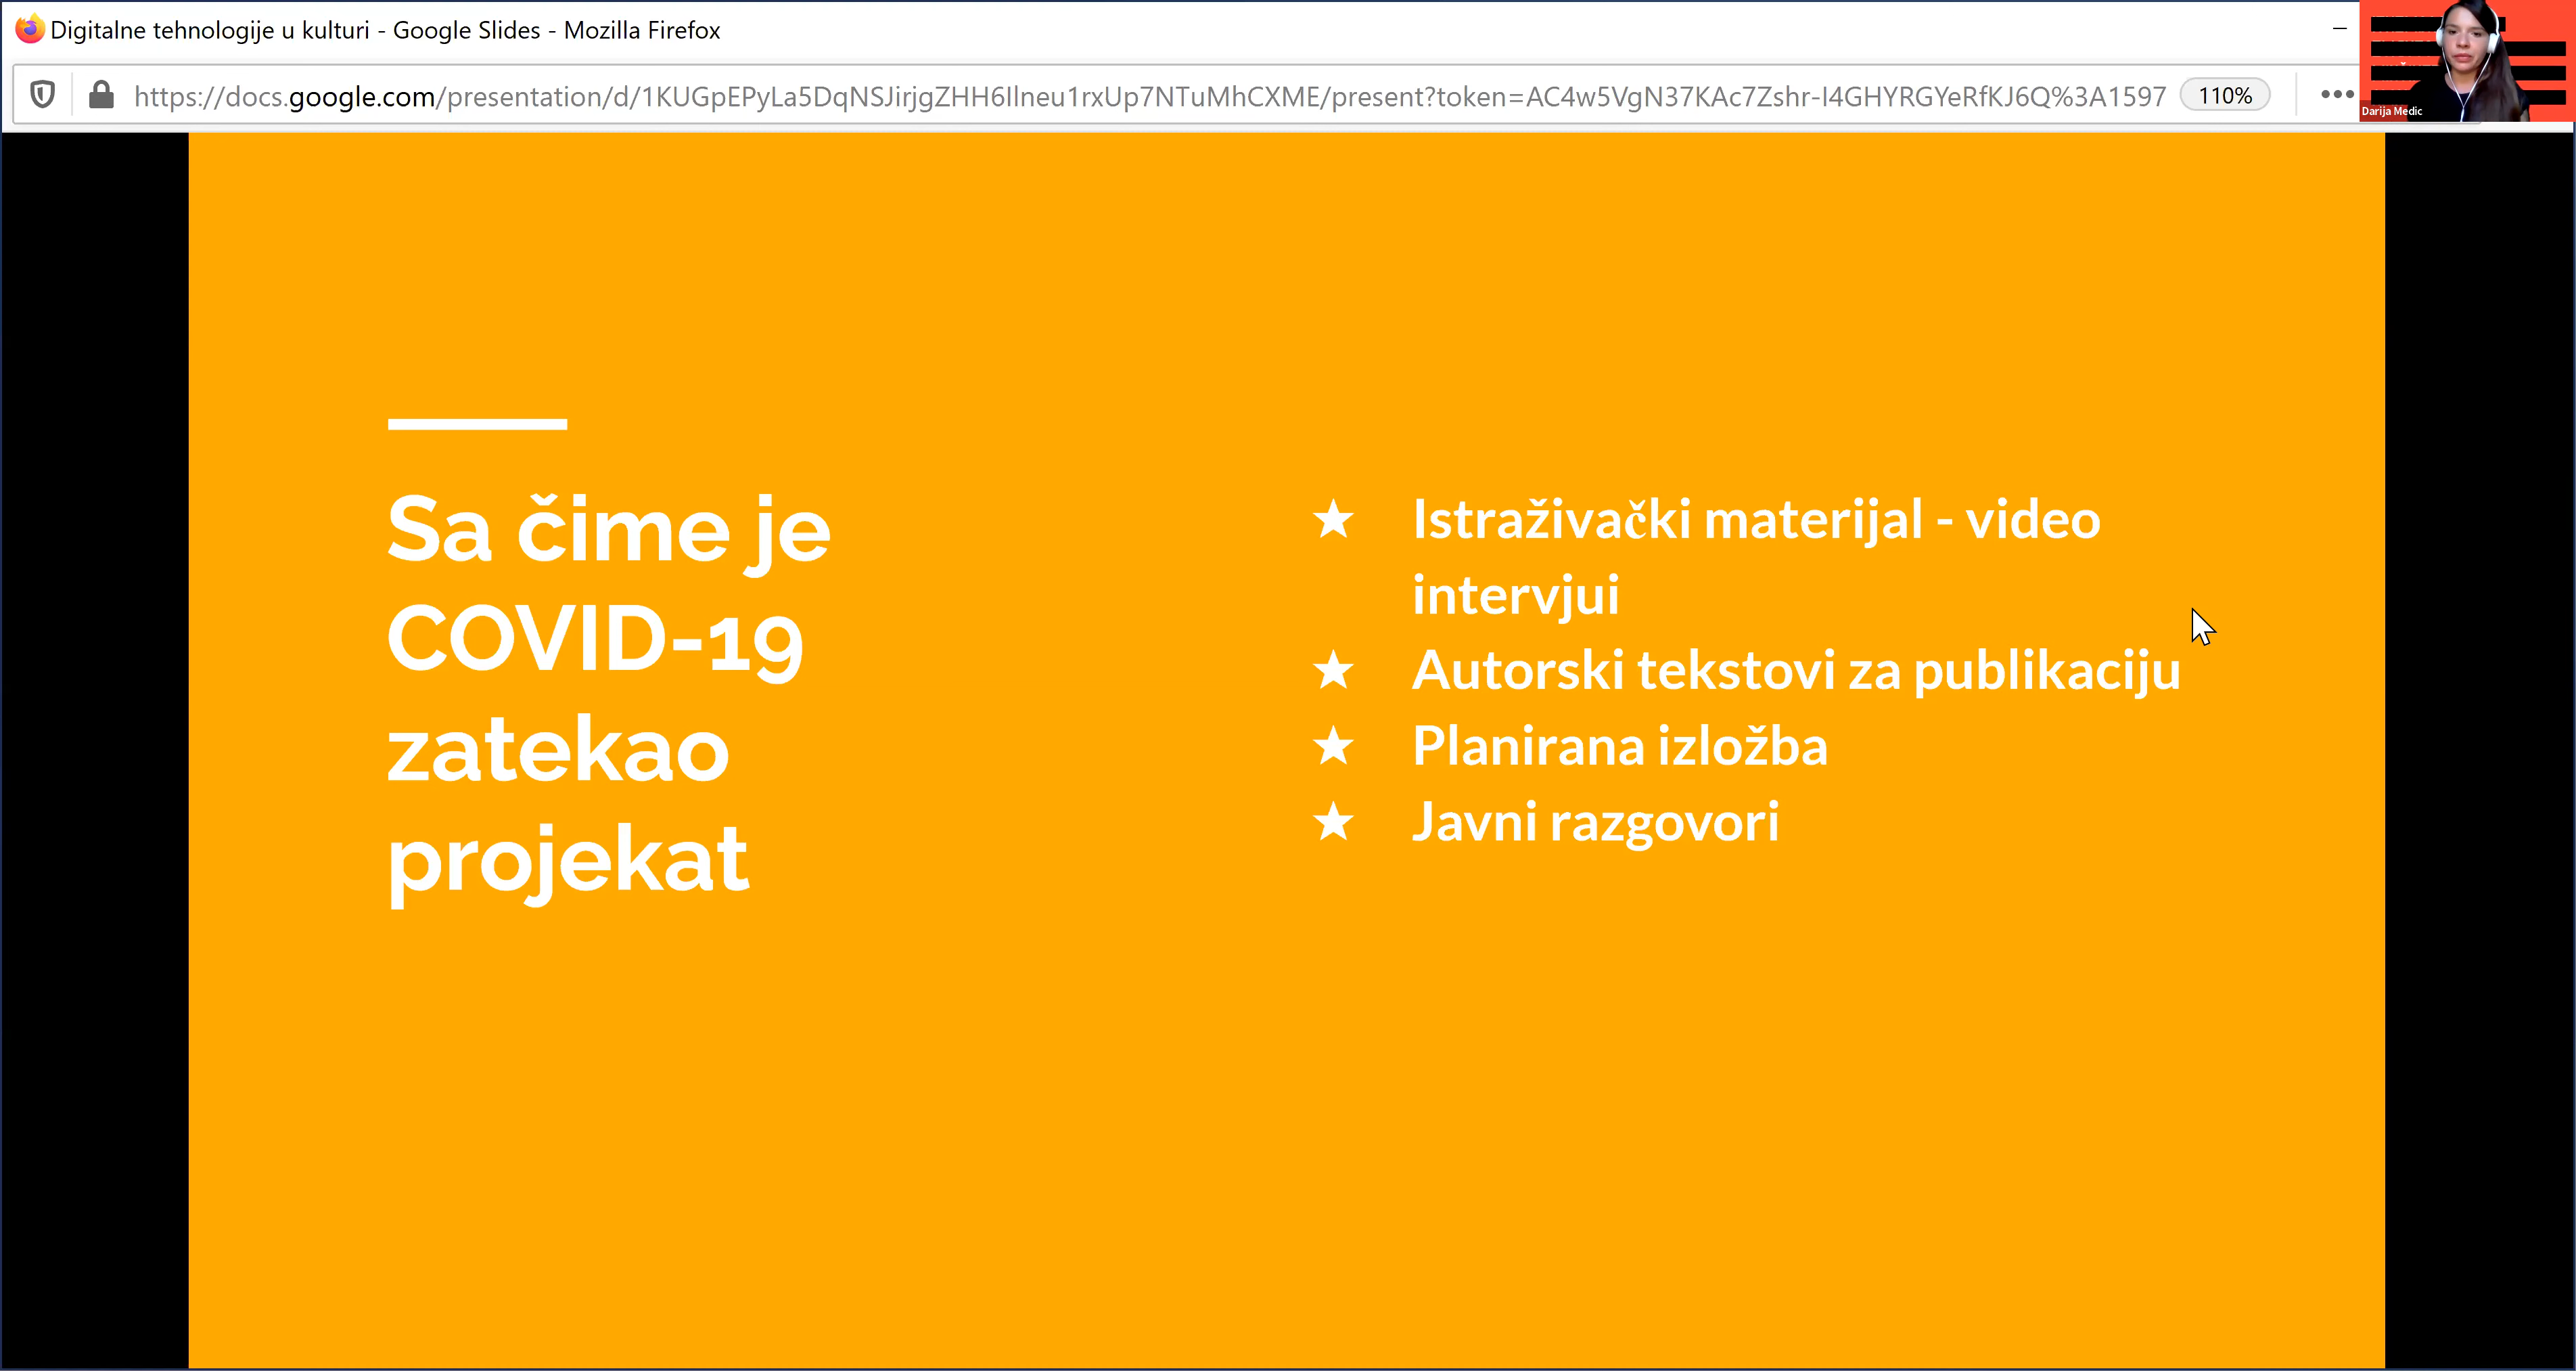 Digitalne tehnologije u kulturi - Google Slides - Mozilla Firefox
https://docs.google.com/presentation/d/1KUGpEPyLa5DqNSJirjgZHH6Ilneu1rxUp7NTuMhCXME/present?token=AC4w5VgN37KAc7Zshr-I4GHYRGYeRfKJ6Q%3A1597
110%
Darija Medic
Sa čime je
COVID-19
zatekao
projekat
Istraživački materijal - video
intervjui
Autorski tekstovi za publikaciju
Planirana izložba
Javni razgovori